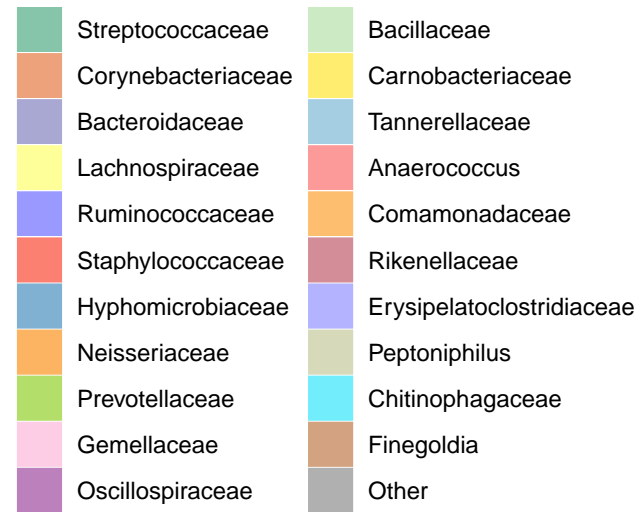 Streptococcaceae
Corynebacteriaceae
Bacteroidaceae
Lachnospiraceae
Ruminococcaceae
Staphylococcaceae
Hyphomicrobiaceae
Neisseriaceae
Prevotellaceae
Gemellaceae
Oscillospiraceae
Bacillaceae
Carnobacteriaceae
Tannerellaceae
Anaerococcus
Comamonadaceae
Rikenellaceae
Erysipelatoclostridiaceae
Peptoniphilus
Chitinophagaceae
Finegoldia
Other